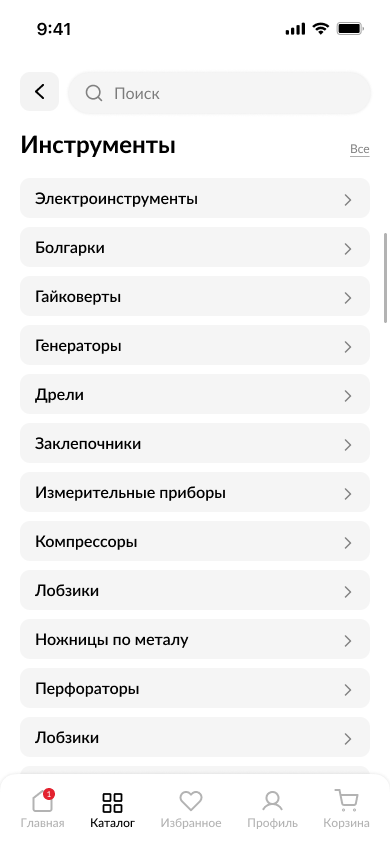 9:41
Поиск
Инструменты
Все
Электроинструменты
Болгарки
Гайковерты
Генераторы
Дрели
Заклепочники
Измерительные приборы
Компрессоры
Лобзики
Ножницы по металу
Перфораторы
Лобзики
1
Главная
Каталог
Избранное
Профиль
Корзина